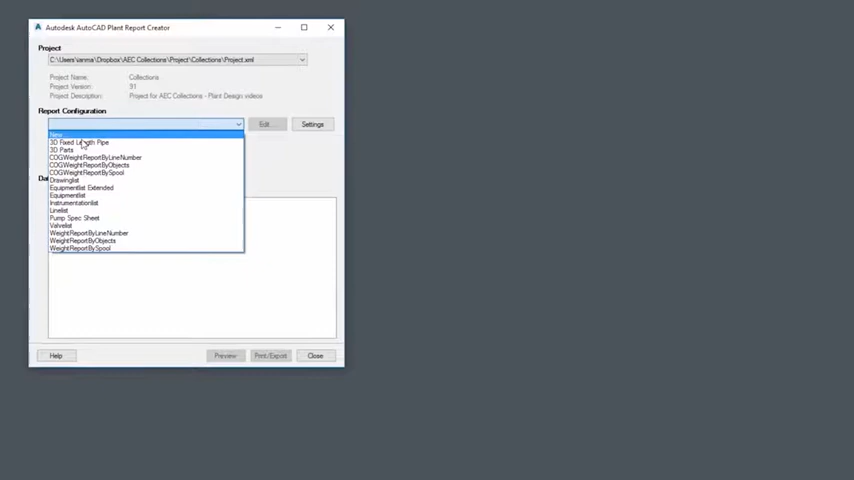 Autodesk AutoCAD Plant Report Creator
Project
C:\Users\ianma\Dropbox\AEC Collections\Project\Collections\Project.xml
Project Name: Collections
Project Version: 31
Project Description: Project for AEC Collections - Plant Design videos
Report Configuration
Edit...
Settings
New...
3D Fixed Length Pipe
3D Parts
COGWeightReportByLineNumber
COGWeightReportByObjects
COGWeightReportBySpool
Drawinglist
Equipmentlist Extended
Equipmentlist
Instrumentationlist
Linelist
Pump Spec Sheet
Valvelist
WeightReportByLineNumber
WeightReportByObjects
WeightReportBySpool
Help
Preview
Print/Export
Close